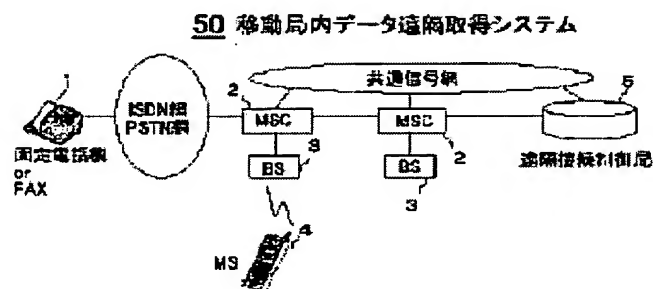 50 移動局内データ遠隔取得システム
共通信号網
5
1
ISDN網
PSTN網
2
MSC
MSC
2
固定電話機
or
FAX
3
BS
BS
3
遠隔接続制御局
4
MS